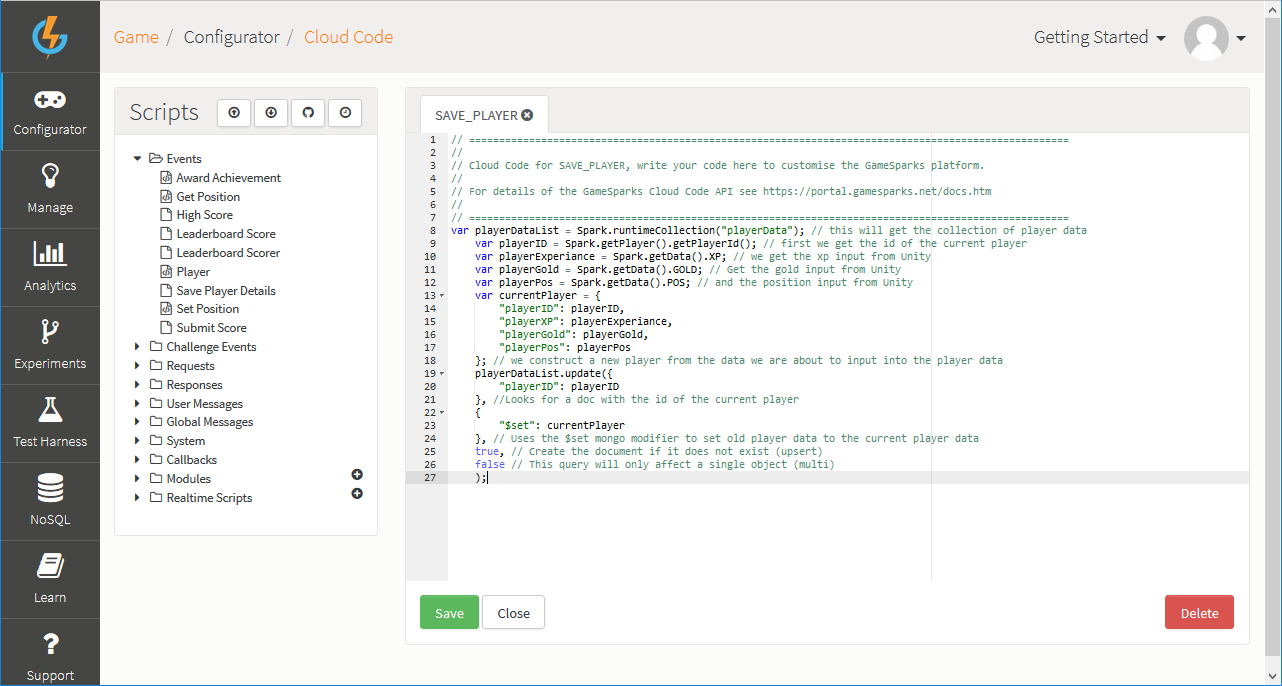 Game / Configurator / Cloud Code
Getting Started
Configurator
Manage
Analytics
Experiments
Test Harness
NoSQL
Learn
Support
Scripts
Events
Award Achievement
Get Position
High Score
Leaderboard Score
Leaderboard Scorer
Player
Save Player Details
Set Position
Submit Score
Challenge Events
Requests
Responses
User Messages
Global Messages
System
Callbacks
Modules
Realtime Scripts
SAVE_PLAYER
1 // ====================================================================================================
2 //
3 // Cloud Code for SAVE_PLAYER, write your code here to customise the GameSparks platform.
4 //
5 // For details of the GameSparks Cloud Code API see https://portal.gamesparks.net/docs.htm
6 //
7 // ====================================================================================================
8 var playerDataList = Spark.runtimeCollection("playerData"); // this will get the collection of player data
9 var playerID = Spark.getPlayer().getPlayerId(); // first we get the id of the current player
10 var playerExperiance = Spark.getData().XP; // we get the xp input from Unity
11 var playerGold = Spark.getData().GOLD; // Get the gold input from Unity
12 var playerPos = Spark.getData().POS; // and the position input from Unity
13 var currentPlayer = {
14 "playerID": playerID,
15 "playerXP": playerExperiance,
16 "playerGold": playerGold,
17 "playerPos": playerPos
18 }; // we construct a new player from the data we are about to input into the player data
19 playerDataList.update({
20 "playerID": playerID
21 }, //Looks for a doc with the id of the current player
22 {
23 "$set": currentPlayer
24 }, // Uses the $set mongo modifier to set old player data to the current player data
25 true, // Create the document if it does not exist (upsert)
26 false // This query will only affect a single object (multi)
27 );
Save
Close
Delete